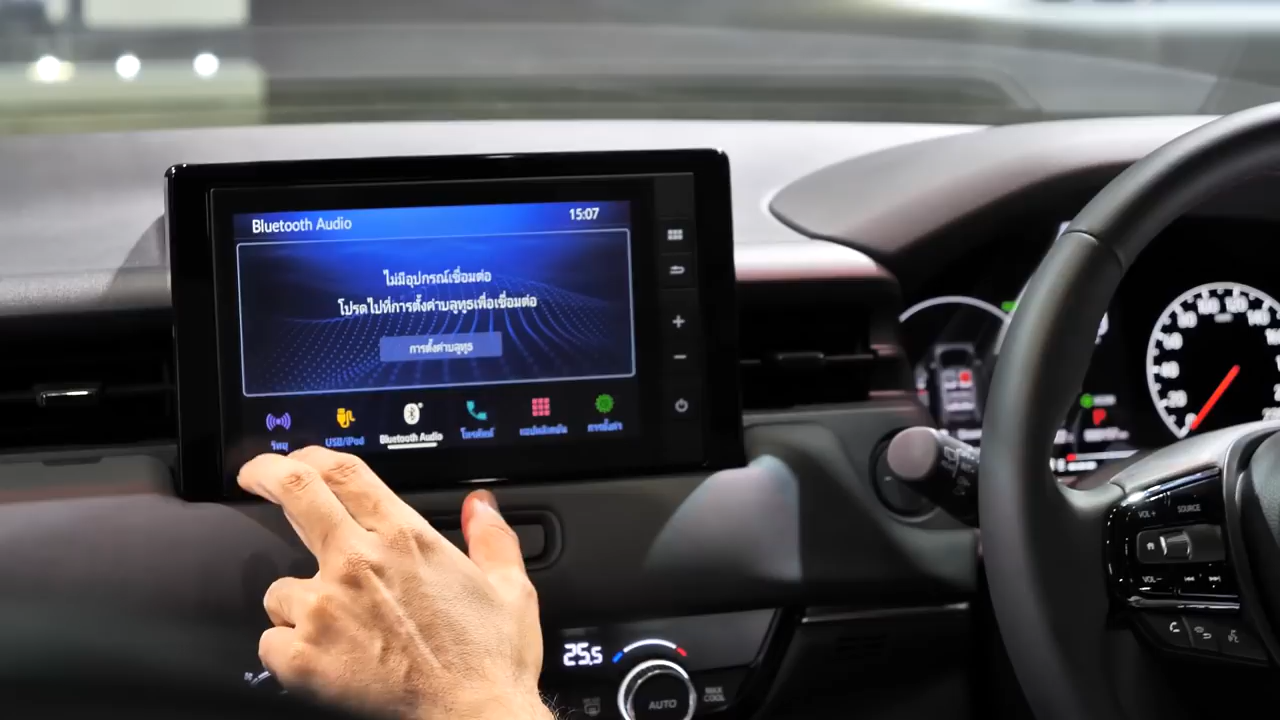 Bluetooth Audio
15:07
ไม่มีอุปกรณ์เชื่อมต่อ
โปรดไปที่การตั้งค่าบลูทูธเพื่อเชื่อมต่อ
การตั้งค่าบลูทูธ
วิทยุ
USB/iPod
Bluetooth Audio
โทรศัพท์
แอปพลิเคชัน
การตั้งค่า
P
VOL+
SOURCE
VOL-
25.5
AUTO
MAX COOL